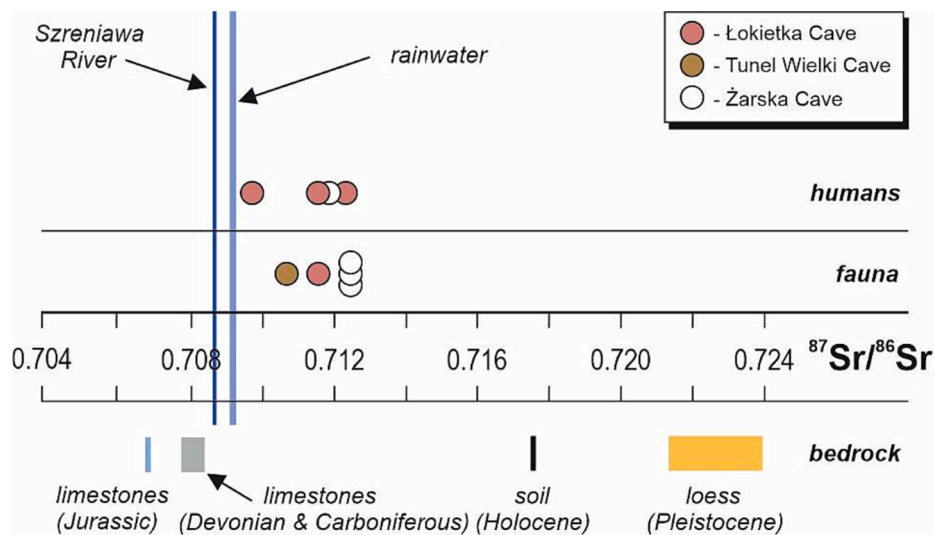 Szreniawa
River
rainwater
- Łokietka Cave
- Tunel Wielki Cave
- Żarska Cave
humans
fauna
0.704 0.708 0.712 0.716 0.720 0.724 ⁸⁷Sr/⁸⁶Sr
bedrock
limestones
(Jurassic)
limestones
(Devonian & Carboniferous)
soil
(Holocene)
loess
(Pleistocene)